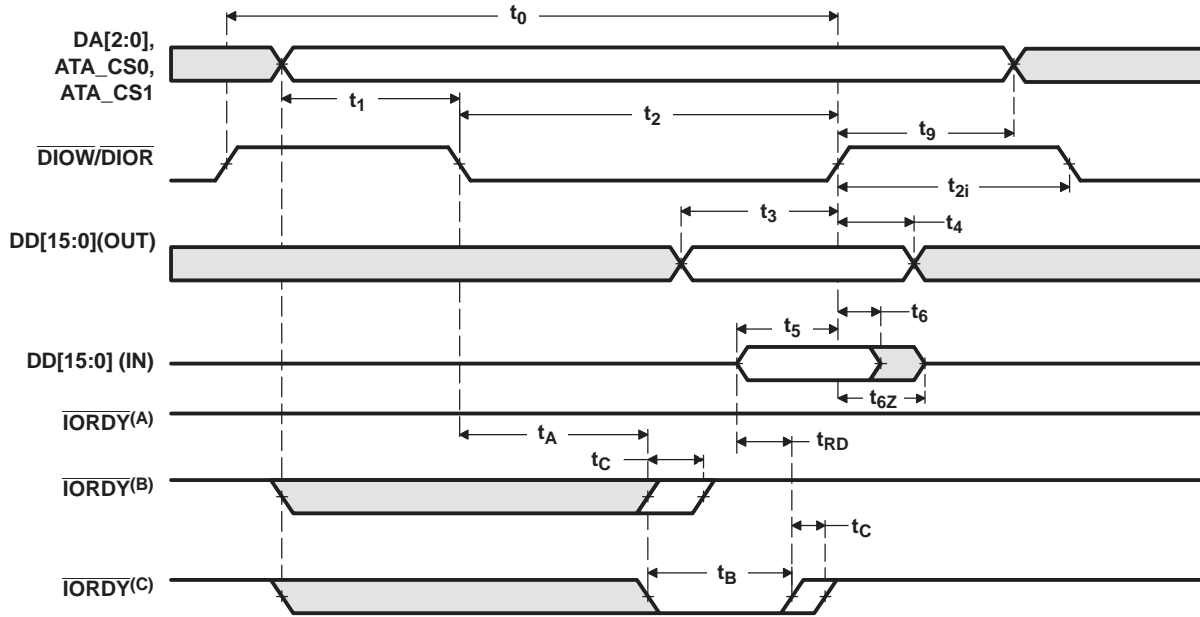 t0
DA[2:0],
ATA_CS0,
ATA_CS1
t1
t2
t9
DIOW/DIOR
t2i
t3
t4
DD[15:0](OUT)
t6
t5
DD[15:0] (IN)
t6Z
IORDY(A)
tA
tRD
tC
IORDY(B)
tC
tB
IORDY(C)